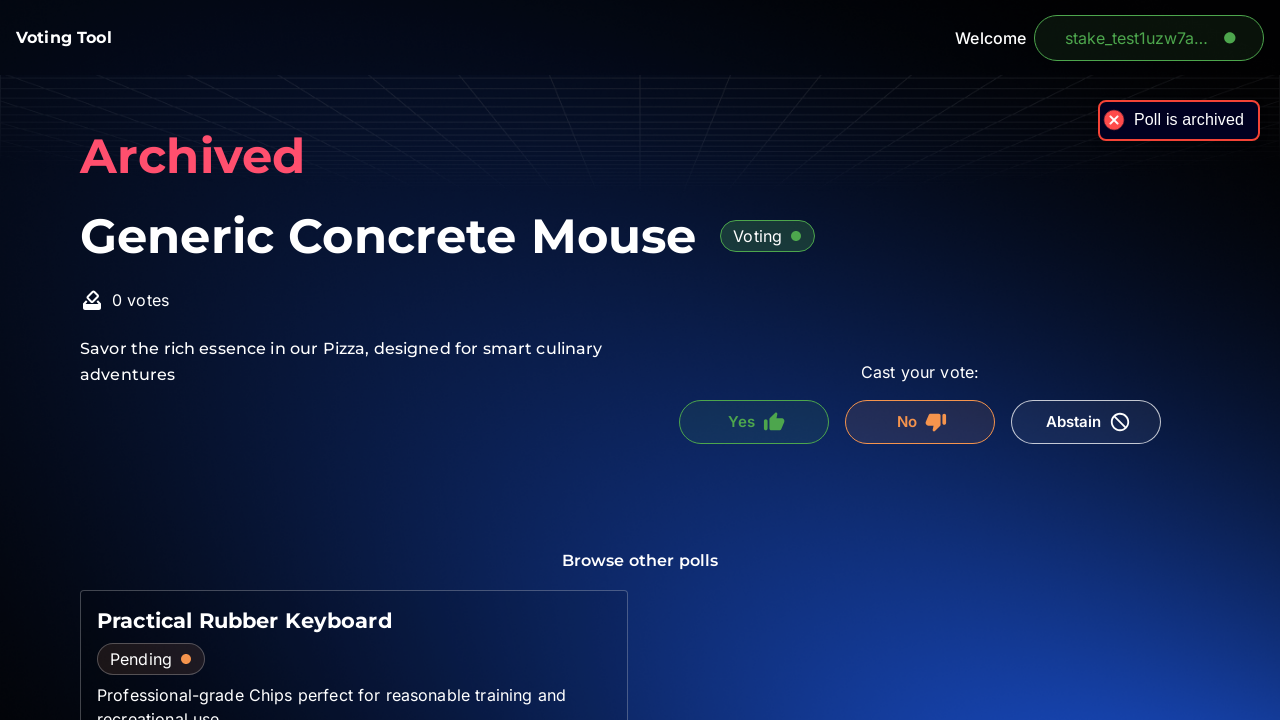 Voting Tool
Welcome
stake_test1uzw7a...
Poll is archived
Archived
Generic Concrete Mouse
Voting
0 votes
Savor the rich essence in our Pizza, designed for smart culinary
adventures
Cast your vote:
Yes
No
Abstain
Browse other polls
Practical Rubber Keyboard
Pending
Professional-grade Chips perfect for reasonable training and
recreational use